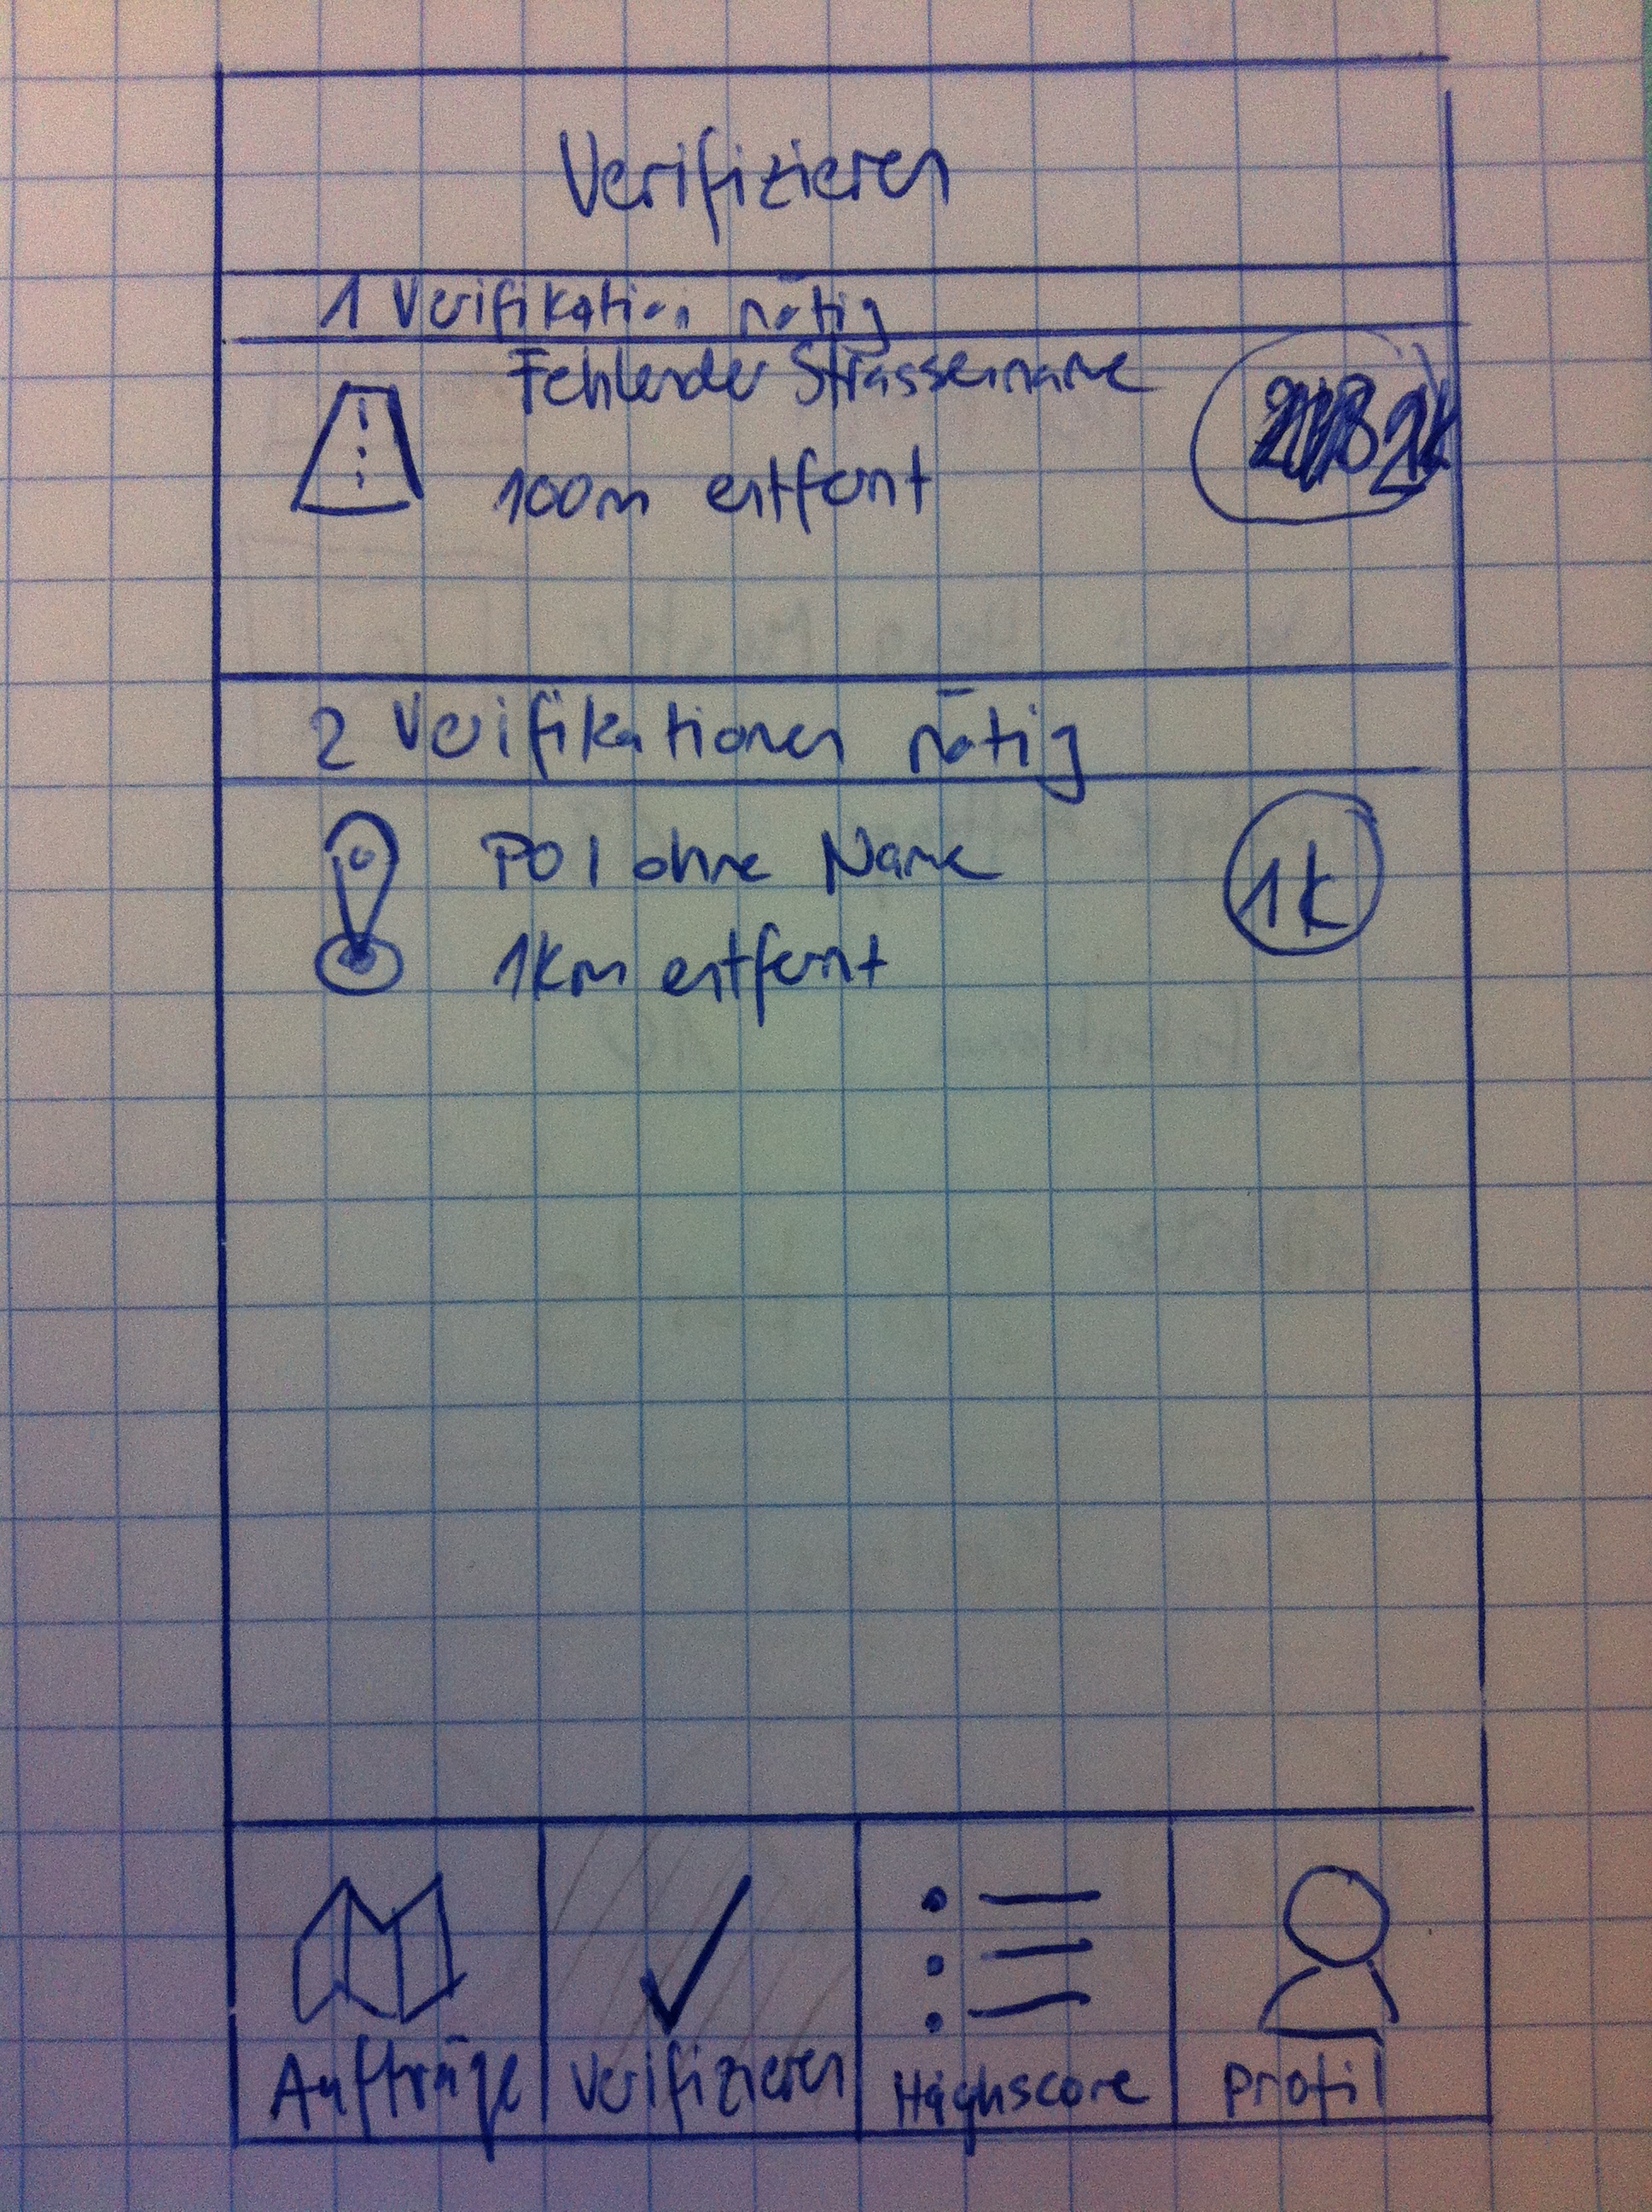 Verifizieren
1 Verifikation nötig
Fehlender Strassenname
100m entfernt
2 Verifikationen nötig
POI ohne Name
1k
1km entfernt
Aufträge
Verifizieren
Highscore
Profil